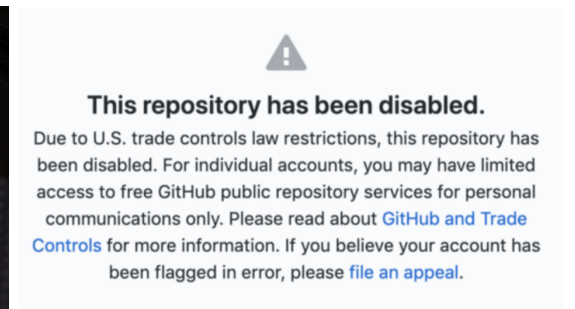 This repository has been disabled.
Due to U.S. trade controls law restrictions, this repository has
been disabled. For individual accounts, you may have limited
access to free GitHub public repository services for personal
communications only. Please read about GitHub and Trade
Controls for more information. If you believe your account has
been flagged in error, please file an appeal.